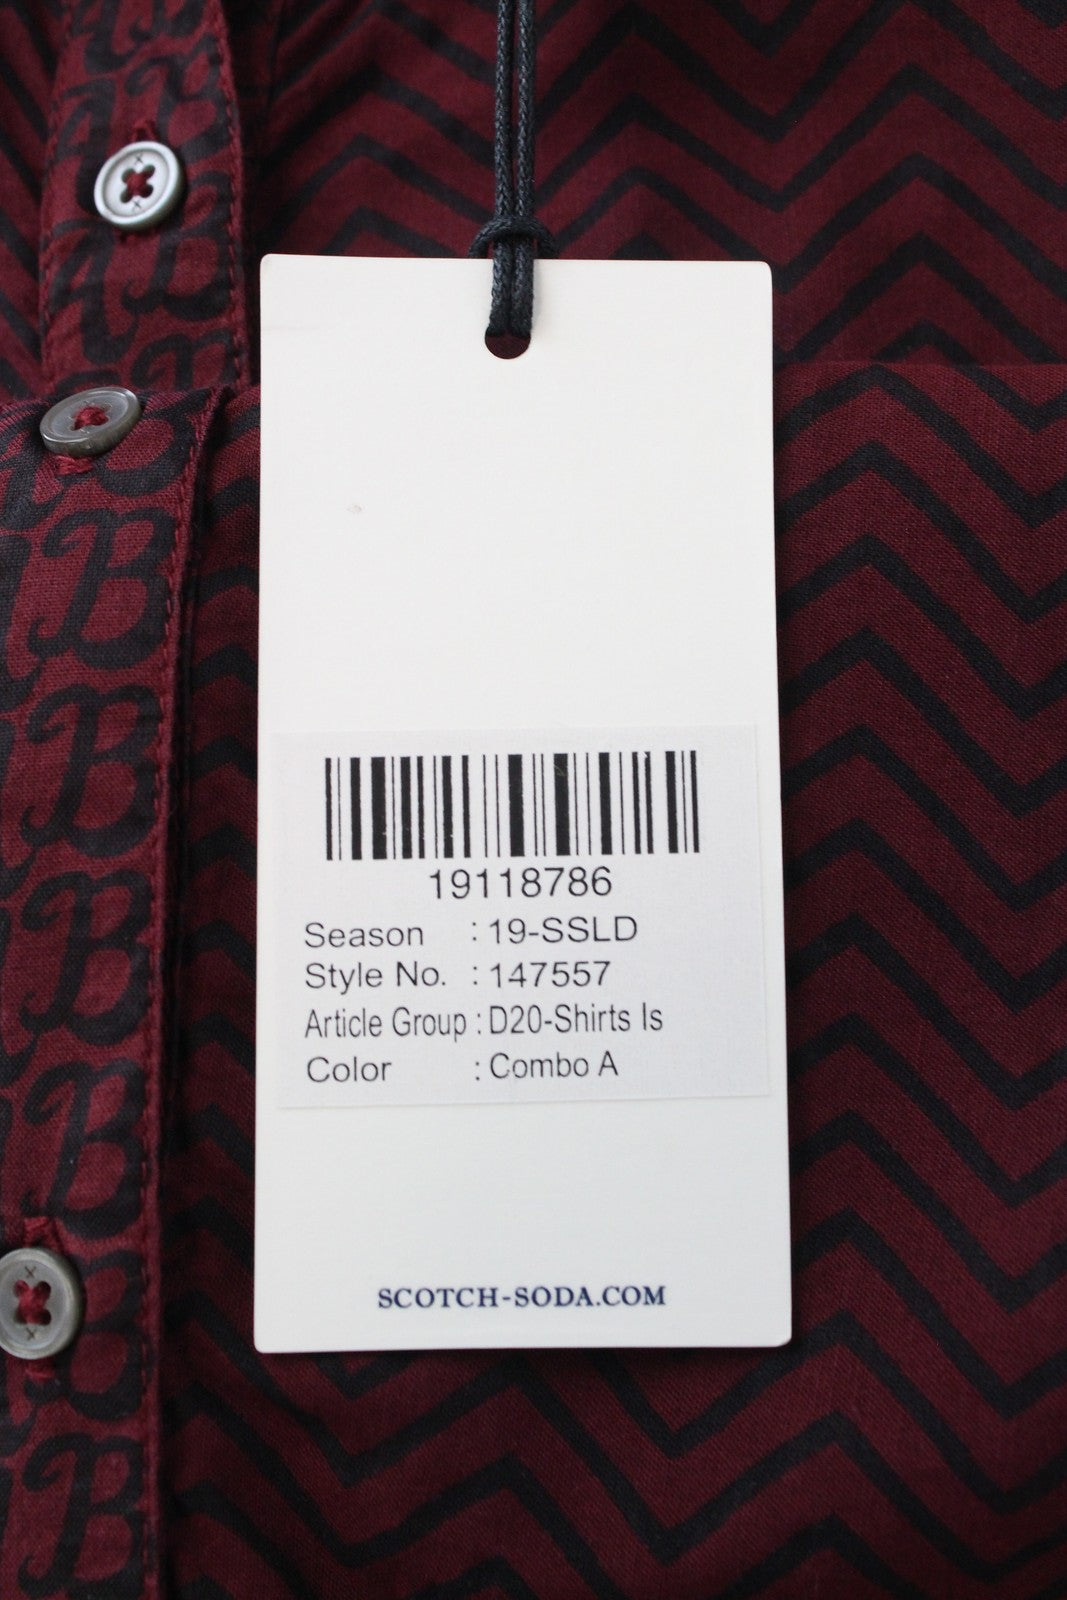 19118786
Season : 19-SSLD
Style No. : 147557
Article Group : D20-Shirts ls
Color : Combo A
SCOTCH-SODA.COM
B
B
B
B
B
B